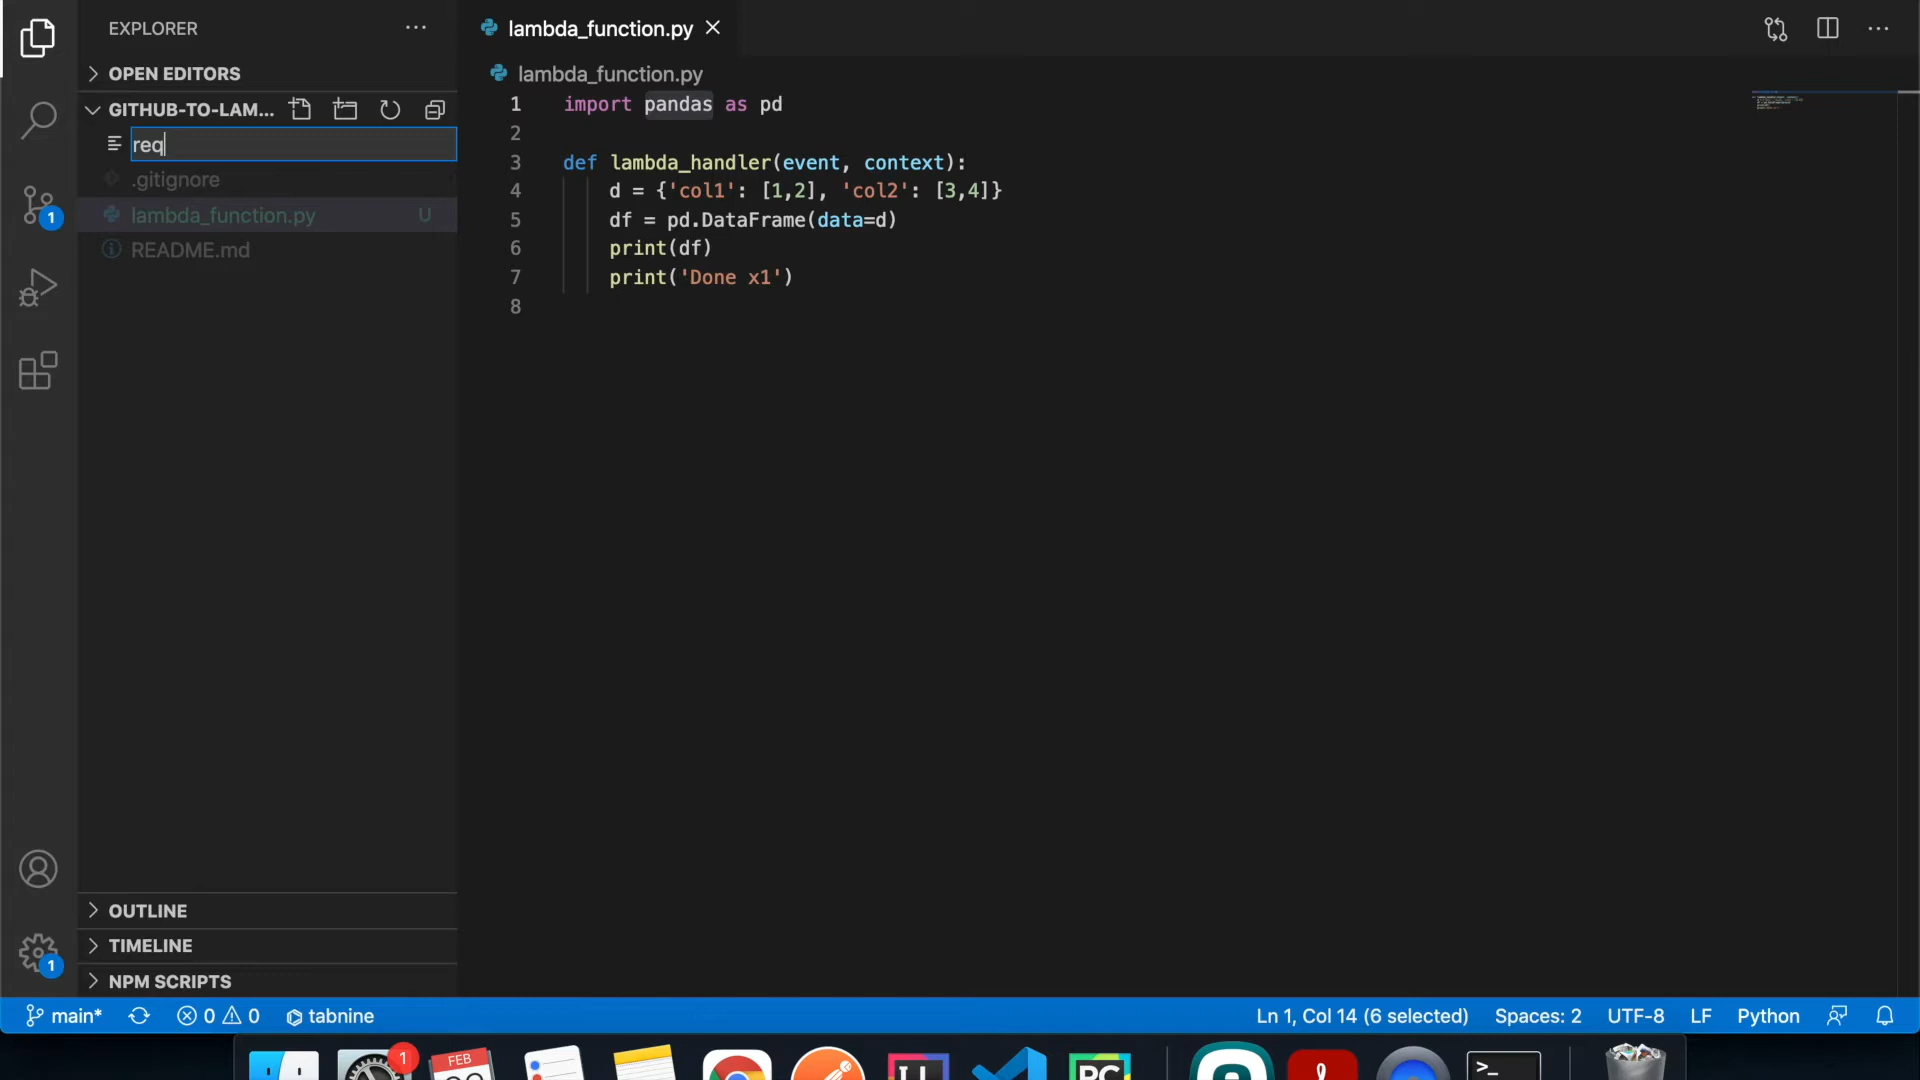 EXPLORER
OPEN EDITORS
GITHUB-TO-LAM...
req
.gitignore
lambda_function.py U
README.md
1
OUTLINE
TIMELINE
NPM SCRIPTS
1
lambda_function.py
lambda_function.py
1 import pandas as pd
2
3 def lambda_handler(event, context):
4 d = {'col1': [1,2], 'col2': [3,4]}
5 df = pd.DataFrame(data=d)
6 print(df)
7 print('Done x1')
8
main* 0 0 tabnine Ln 1, Col 14 (6 selected) Spaces: 2 UTF-8 LF Python
1
FEB
PC
>_